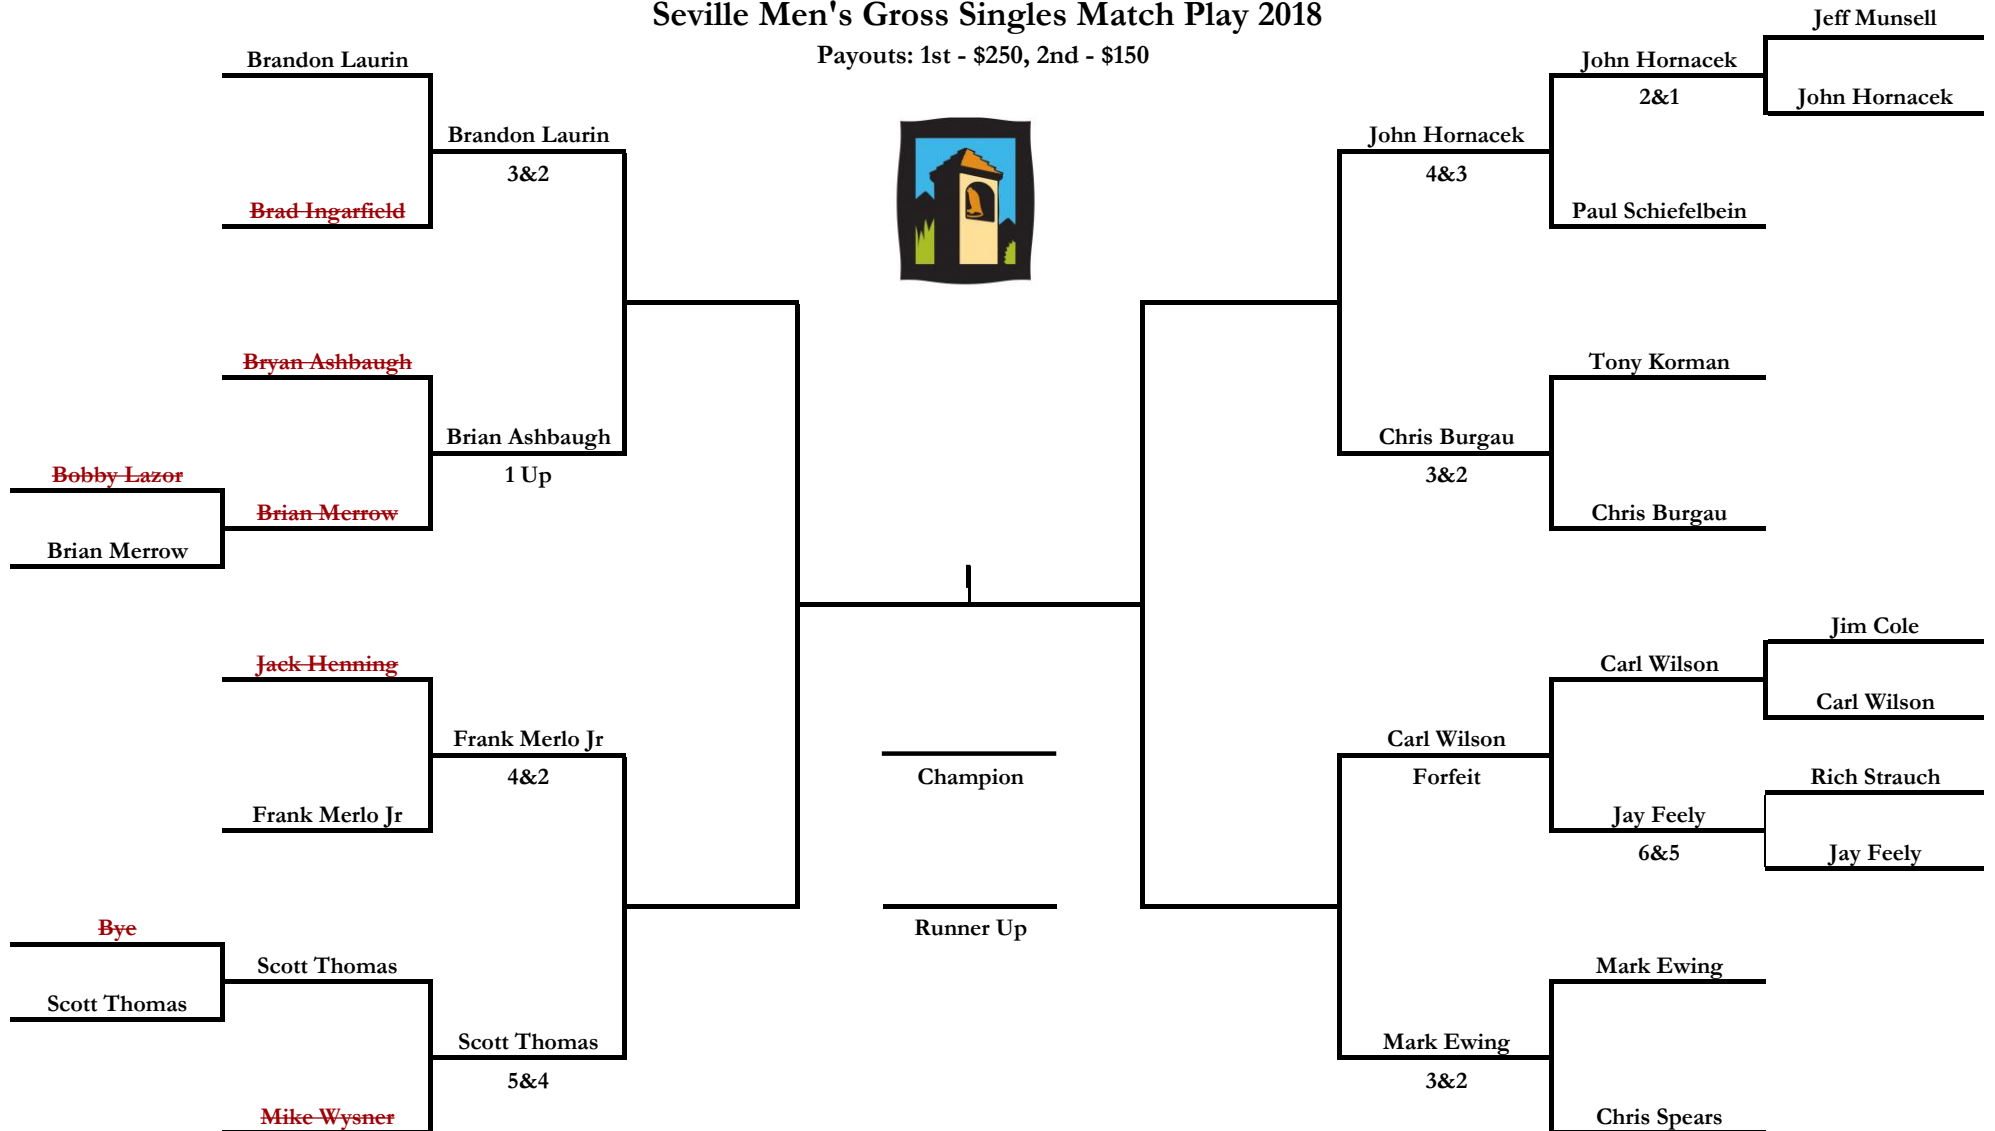 Seville Men's Gross Singles Match Play 2018
Payouts: 1st - $250, 2nd - $150
Brandon Laurin
Brandon Laurin
3&2
Brad Ingarfield
Bryan Ashbaugh
Brian Ashbaugh
1 Up
Bobby Lazor
Brian Merrow
Brian Merrow
Jack Henning
Frank Merlo Jr
4&2
Frank Merlo Jr
Bye
Scott Thomas
Scott Thomas
Scott Thomas
5&4
Mike Wysner
Champion
Runner Up
Jeff Munsell
John Hornacek
2&1
John Hornacek
John Hornacek
4&3
Paul Schiefelbein
Tony Korman
Chris Burgau
3&2
Chris Burgau
Jim Cole
Carl Wilson
Carl Wilson
Carl Wilson
Forfeit
Rich Strauch
Jay Feely
6&5
Jay Feely
Mark Ewing
Mark Ewing
3&2
Chris Spears